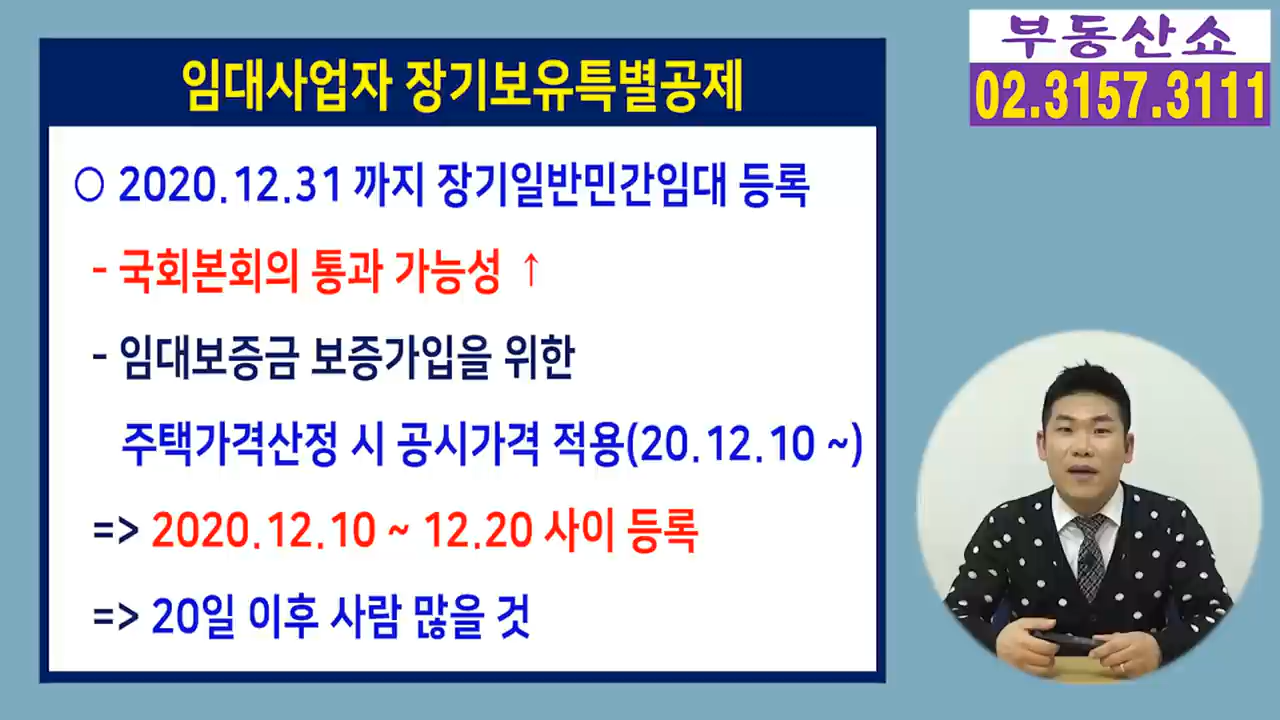 부동산쇼
02.3157.3111
임대사업자 장기보유특별공제
○ 2020.12.31 까지 장기일반민간임대 등록
- 국회본회의 통과 가능성 ↑
- 임대보증금 보증가입을 위한
주택가격산정 시 공시가격 적용(20.12.10 ~)
=> 2020.12.10 ~ 12.20 사이 등록
=> 20일 이후 사람 많을 것